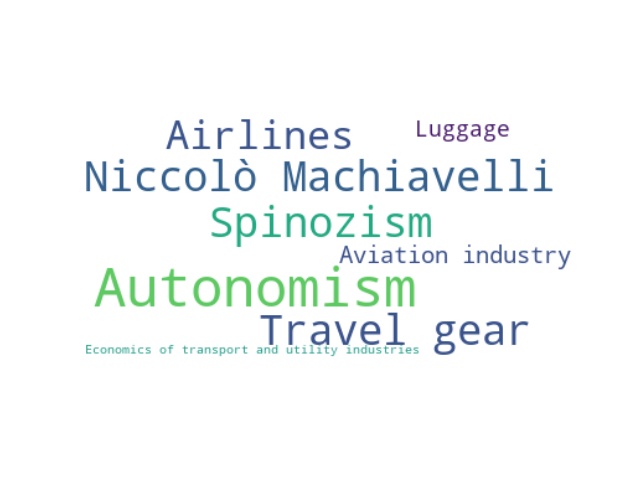 Airlines
Luggage
Niccolò Machiavelli
Spinozism
Aviation industry
Autonomism
Travel gear
Economics of transport and utility industries